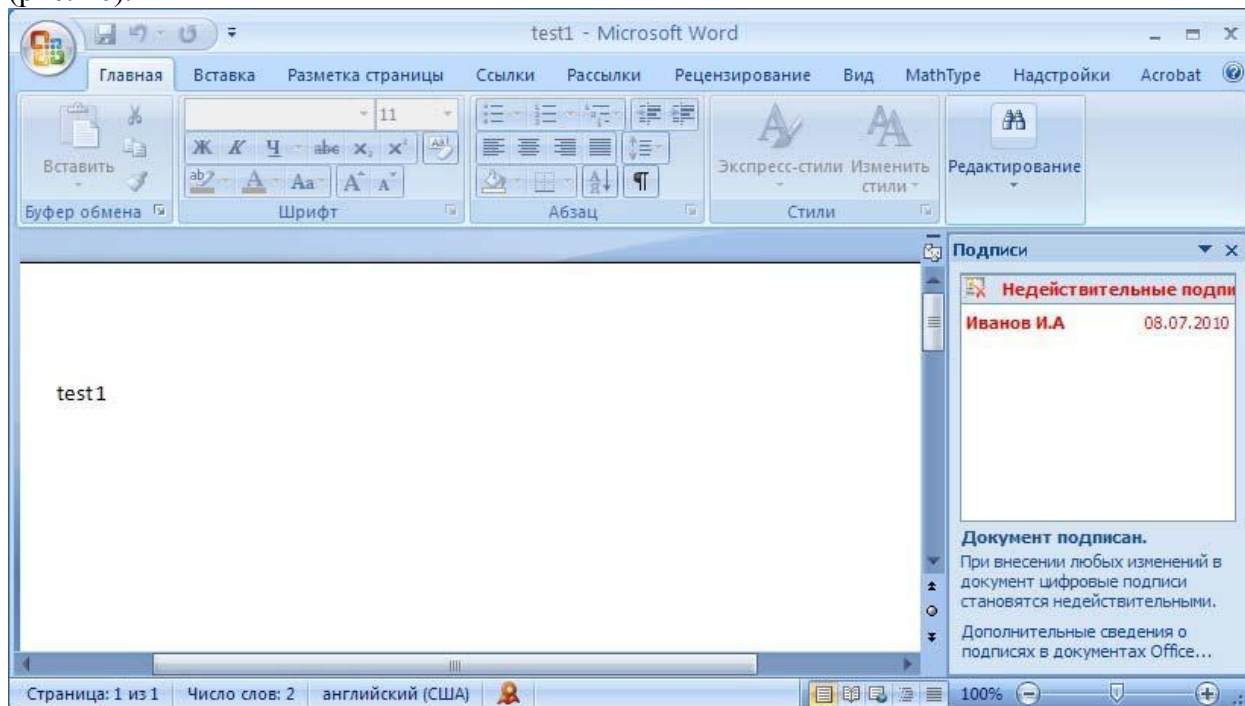 test1 - Microsoft Word
Главная Вставка Разметка страницы Ссылки Рассылки Рецензирование Вид MathType Надстройки Acrobat
11
Ж К Ч abc x₂ x²
Вставить
Экспресс-стили Изменить стили
Редактирование
ab A Aa A A
Буфер обмена Шрифт Абзац Стили
Подписи
Недействительные подпи
Иванов И.А 08.07.2010
test1
Документ подписан.
При внесении любых изменений в
документ цифровые подписи
становятся недействительными.
Дополнительные сведения о
подписях в документах Office...
Страница: 1 из 1 Число слов: 2 английский (США) 100%